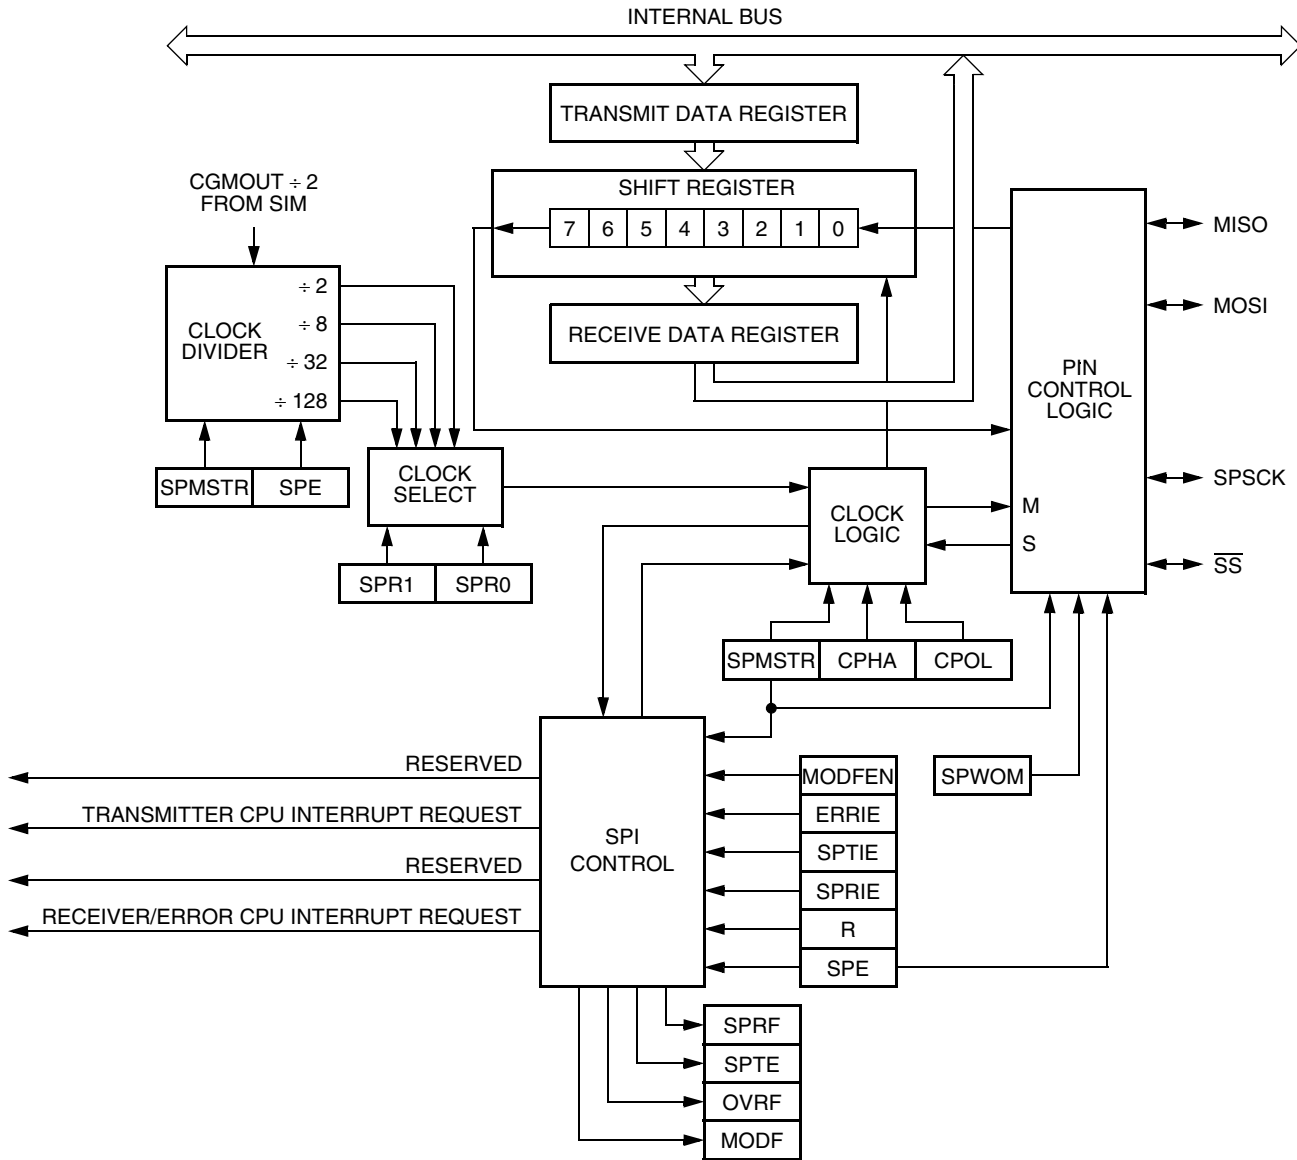 INTERNAL BUS
TRANSMIT DATA REGISTER
CGMOUT ÷ 2
FROM SIM
SHIFT REGISTER
7 6 5 4 3 2 1 0
MISO
÷ 2
÷ 8
÷ 32
÷ 128
CLOCK
DIVIDER
RECEIVE DATA REGISTER
MOSI
PIN
CONTROL
LOGIC
SPMSTR SPE
CLOCK
SELECT
SPSCK
CLOCK
LOGIC
M
S
SS
SPR1 SPR0
SPMSTR CPHA CPOL
RESERVED
TRANSMITTER CPU INTERRUPT REQUEST
RESERVED
RECEIVER/ERROR CPU INTERRUPT REQUEST
SPI
CONTROL
MODFEN
ERRIE
SPTIE
SPRIE
R
SPE
SPWOM
SPRF
SPTE
OVRF
MODF